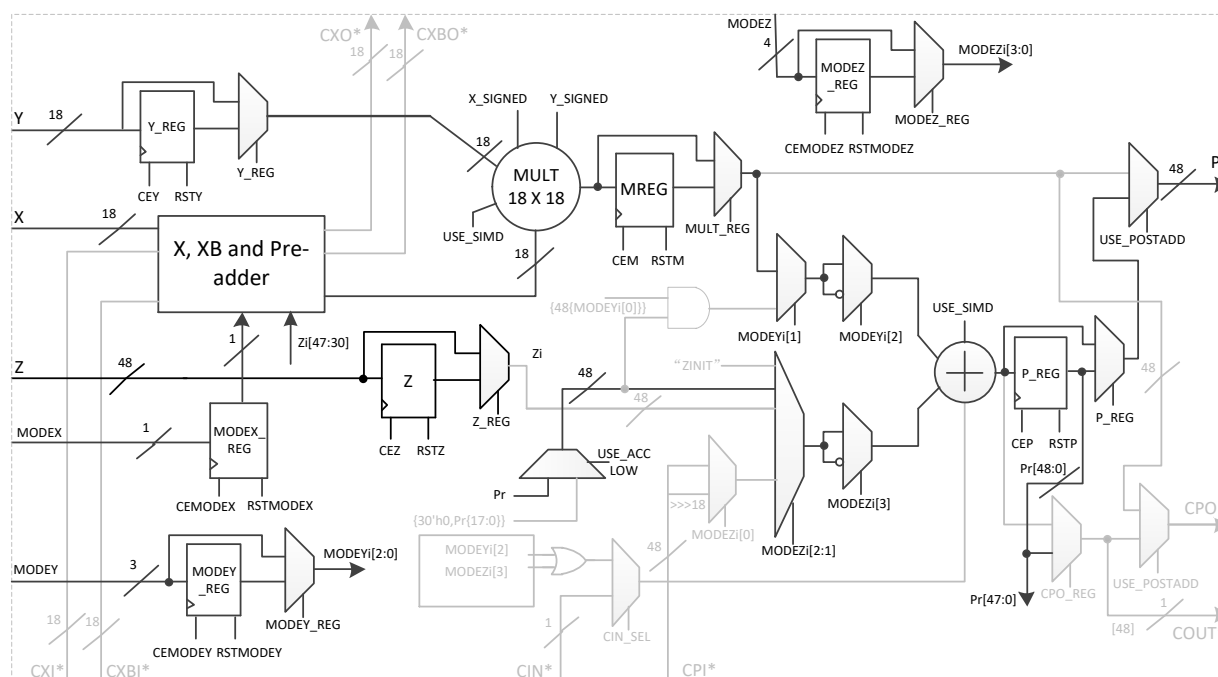 CXO*
CXBO*
18
18
MODEZ
4
MODEZ
_REG
MODEZi[3:0]
MODEZ_REG
CEMODEZ
RSTMODEZ
Y
18
Y_REG
Y_REG
CEY
RSTY
X_SIGNED
Y_SIGNED
18
MULT
18 X 18
USE_SIMD
18
MREG
CEM
RSTM
MULT_REG
48
P
USE_POSTADD
X
18
X, XB and Pre-
adder
1
Zi[47:30]
{48{MODEYi[0]}}
MODEYi[1]
MODEYi[2]
USE_SIMD
Z
48
Z
CEZ
RSTZ
Z_REG
Zi
48
"ZINIT"
48
P_REG
CEP
RSTP
P_REG
48
MODEX
1
MODEX_
REG
CEMODEX
RSTMODEX
USE_ACC
LOW
Pr
{30'h0,Pr{17:0}}
>>>18
MODEZi[0]
MODEZi[3]
MODEZi[2:1]
Pr[48:0]
CPO
MODEY
3
MODEY
_REG
MODEYi[2:0]
MODEY_REG
CEMODEY
RSTMODEY
MODEYi[2]
MODEZi[3]
48
CIN_SEL
1
Pr[47:0]
CPO_REG
USE_POSTADD
[48]
1
COUT
18
18
CXI*
CXBI*
CIN*
CPI*